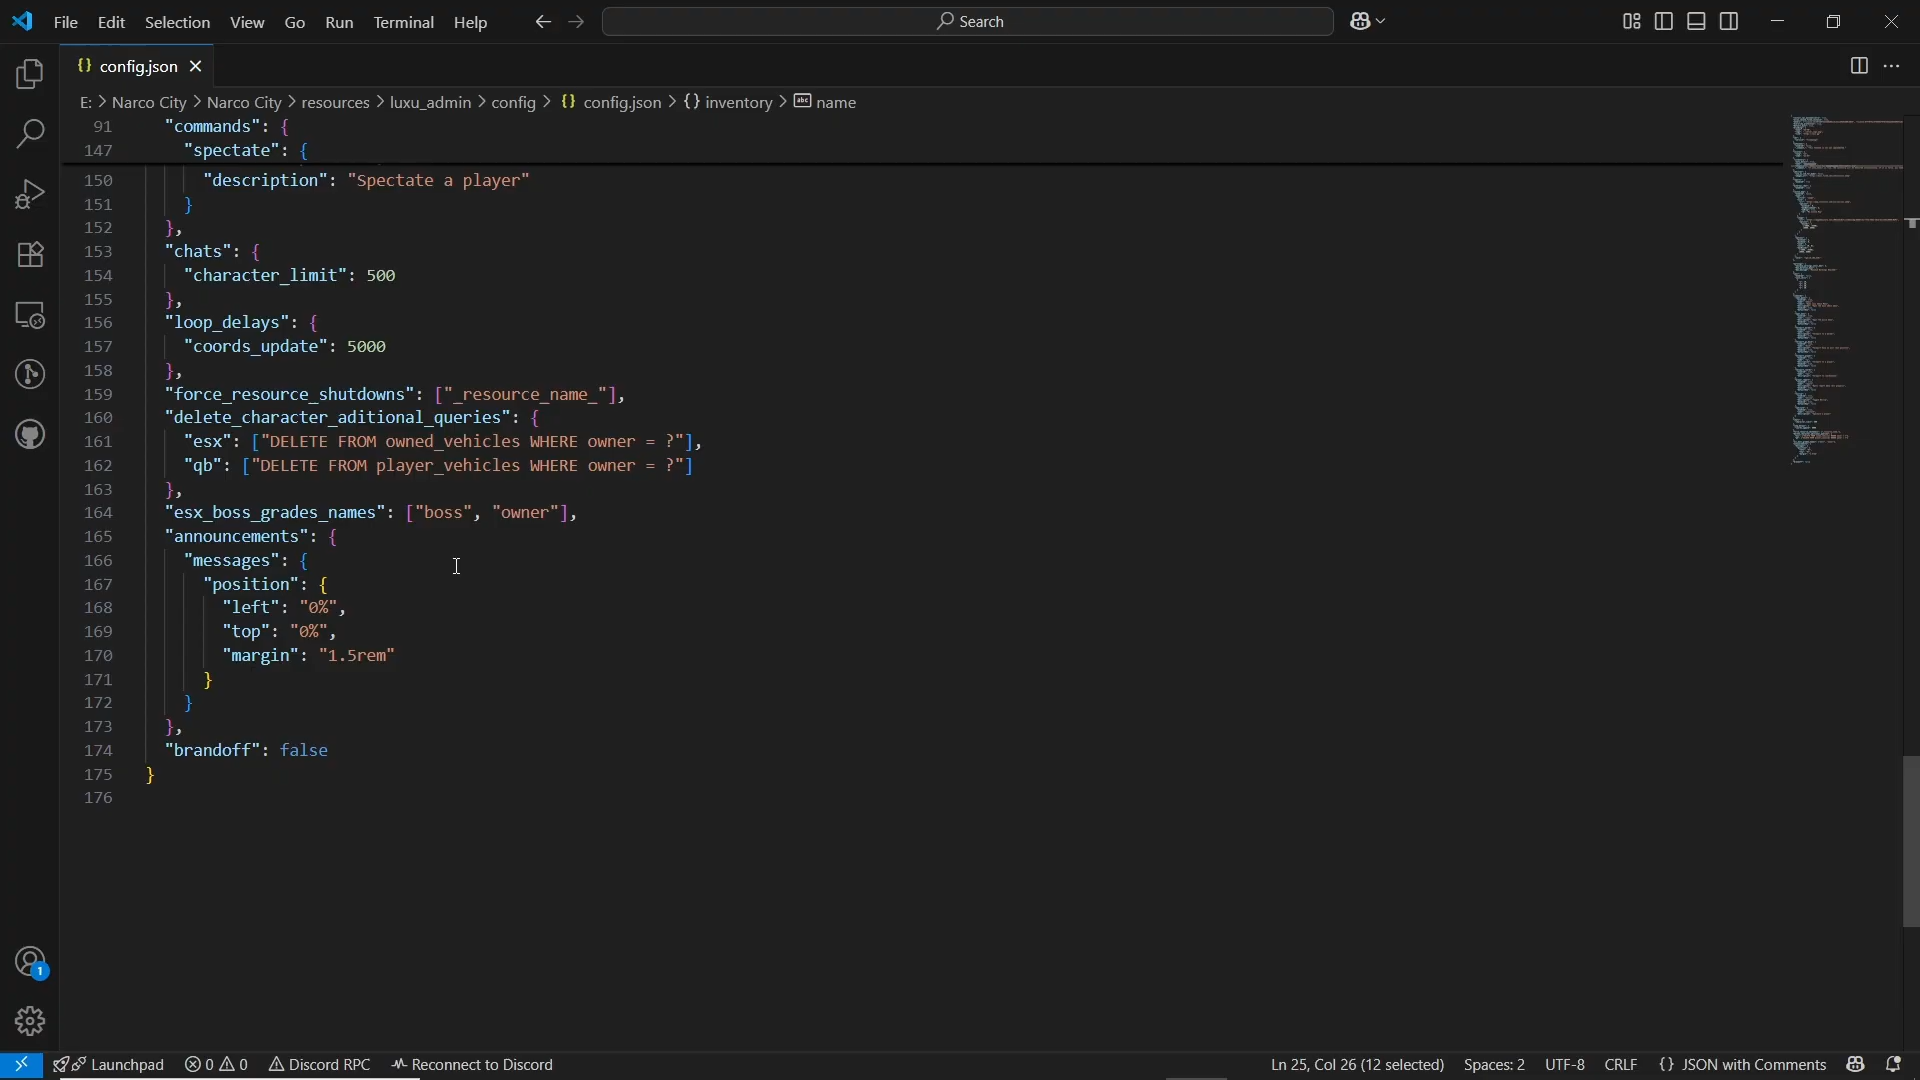 File Edit Selection View Go Run Terminal Help Search
{} config.json
E: > Narco City > Narco City > resources > luxu_admin > config > {} config.json > {} inventory > abc name
91 "commands": {
147 "spectate": {
150 "description": "Spectate a player"
151 }
152 },
153 "chats": {
154 "character_limit": 500
155 },
156 "loop_delays": {
157 "coords_update": 5000
158 },
159 "force_resource_shutdowns": ["_resource_name_"],
160 "delete_character_aditional_queries": {
161 "esx": ["DELETE FROM owned_vehicles WHERE owner = ?"],
162 "qb": ["DELETE FROM player_vehicles WHERE owner = ?"]
163 },
164 "esx_boss_grades_names": ["boss", "owner"],
165 "announcements": {
166 "messages": {
167 "position": {
168 "left": "0%",
169 "top": "0%",
170 "margin": "1.5rem"
171 }
172 }
173 },
174 "brandoff": false
175 }
176
1
Launchpad 0 0 Discord RPC Reconnect to Discord Ln 25, Col 26 (12 selected) Spaces: 2 UTF-8 CRLF {} JSON with Comments